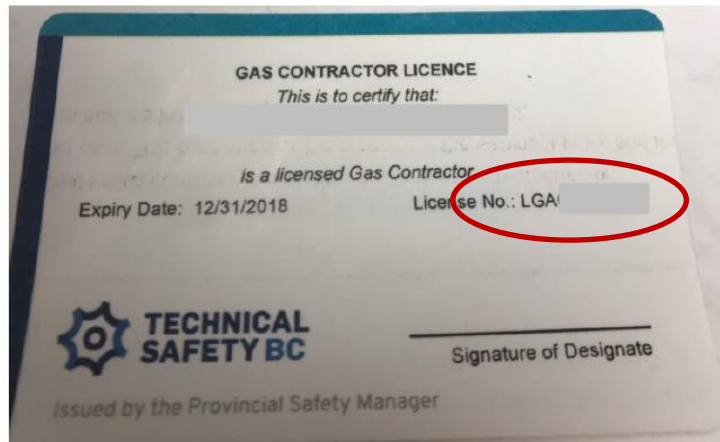 GAS CONTRACTOR LICENCE
This is to certify that:
is a licensed Gas Contractor
Expiry Date: 12/31/2018
License No.: LGA
TECHNICAL
SAFETY BC
Signature of Designate
Issued by the Provincial Safety Manager